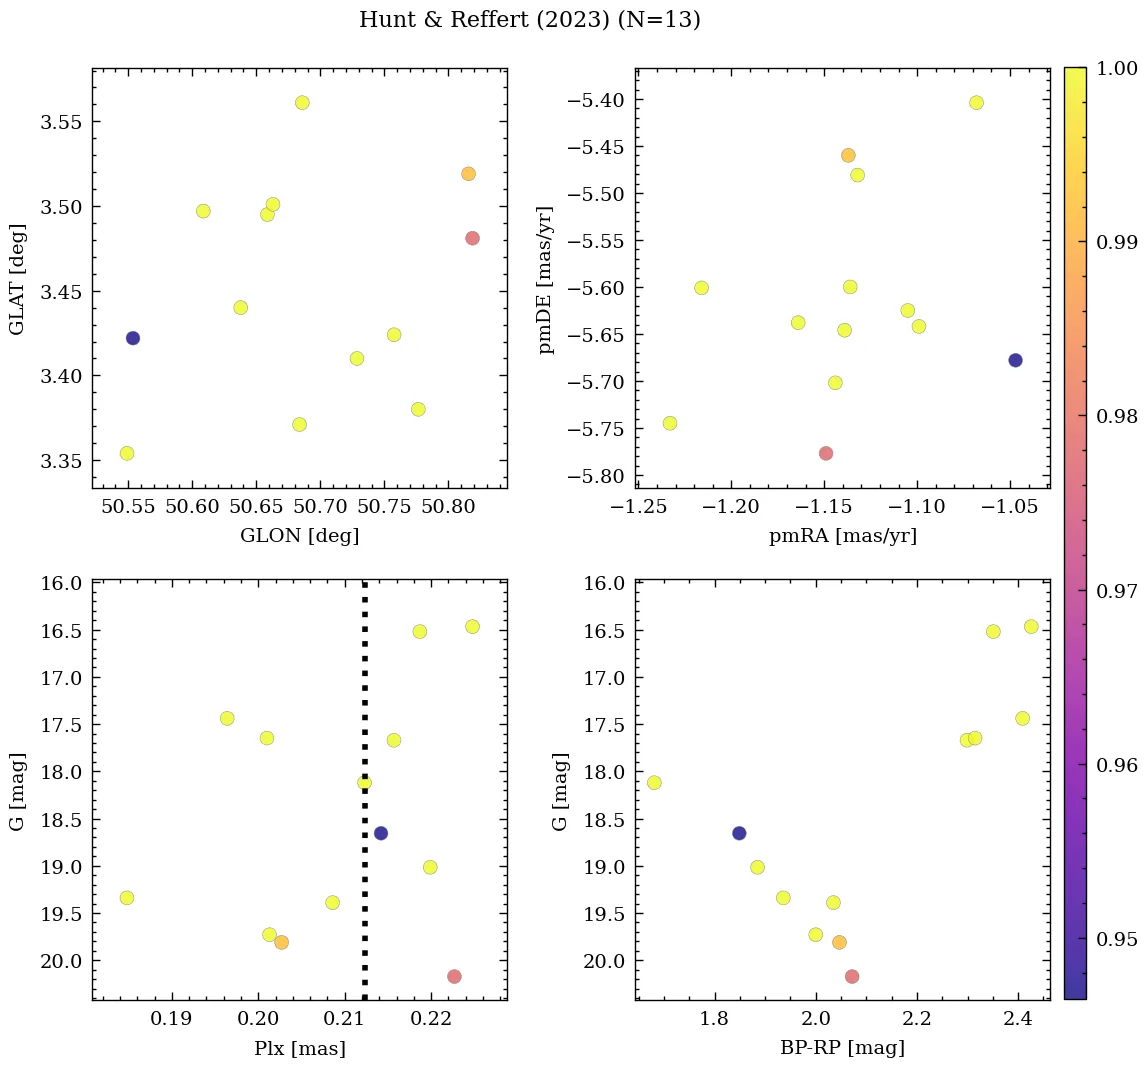 Hunt & Reffert (2023) (N=13)
3.55
3.50
3.45
3.40
3.35
GLAT [deg]
50.55 50.60 50.65 50.70 50.75 50.80
GLON [deg]
−5.40
−5.45
−5.50
−5.55
−5.60
−5.65
−5.70
−5.75
−5.80
pmDE [mas/yr]
−1.25 −1.20 −1.15 −1.10 −1.05
pmRA [mas/yr]
16.0
16.5
17.0
17.5
18.0
18.5
19.0
19.5
20.0
G [mag]
0.19 0.20 0.21 0.22
Plx [mas]
16.0
16.5
17.0
17.5
18.0
18.5
19.0
19.5
20.0
G [mag]
1.8 2.0 2.2 2.4
BP-RP [mag]
1.00
0.99
0.98
0.97
0.96
0.95